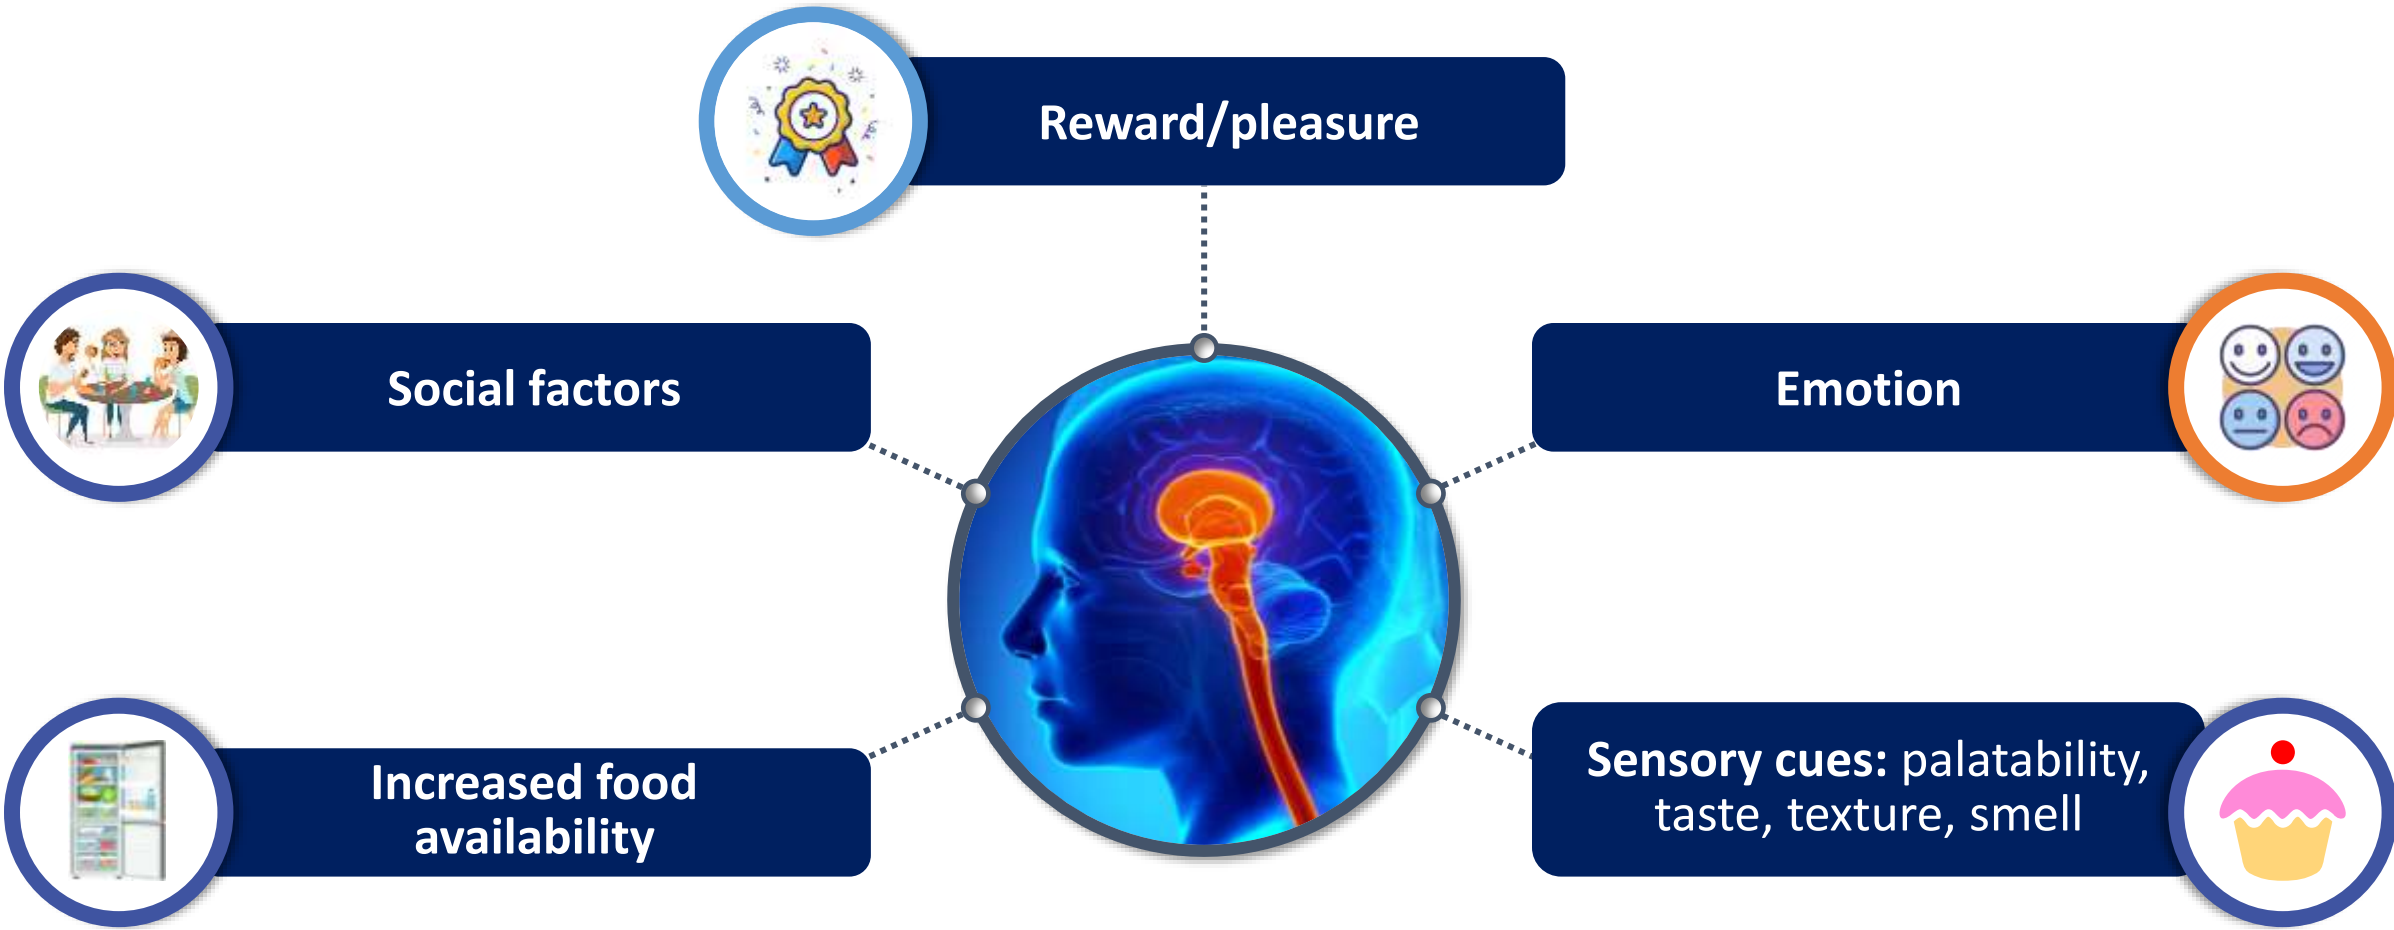 Reward/pleasure
Social factors
Emotion
Increased food
availability
Sensory cues: palatability,
taste, texture, smell